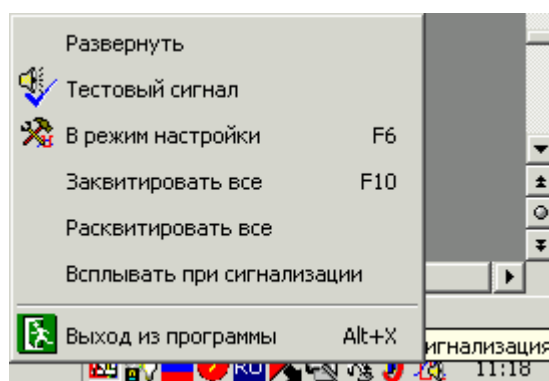 Развернуть
Тестовый сигнал
В режим настройки F6
Заквитировать все F10
Расквитировать все
Всплывать при сигнализации
Выход из программы Alt+X
игнализация
RU 11:18